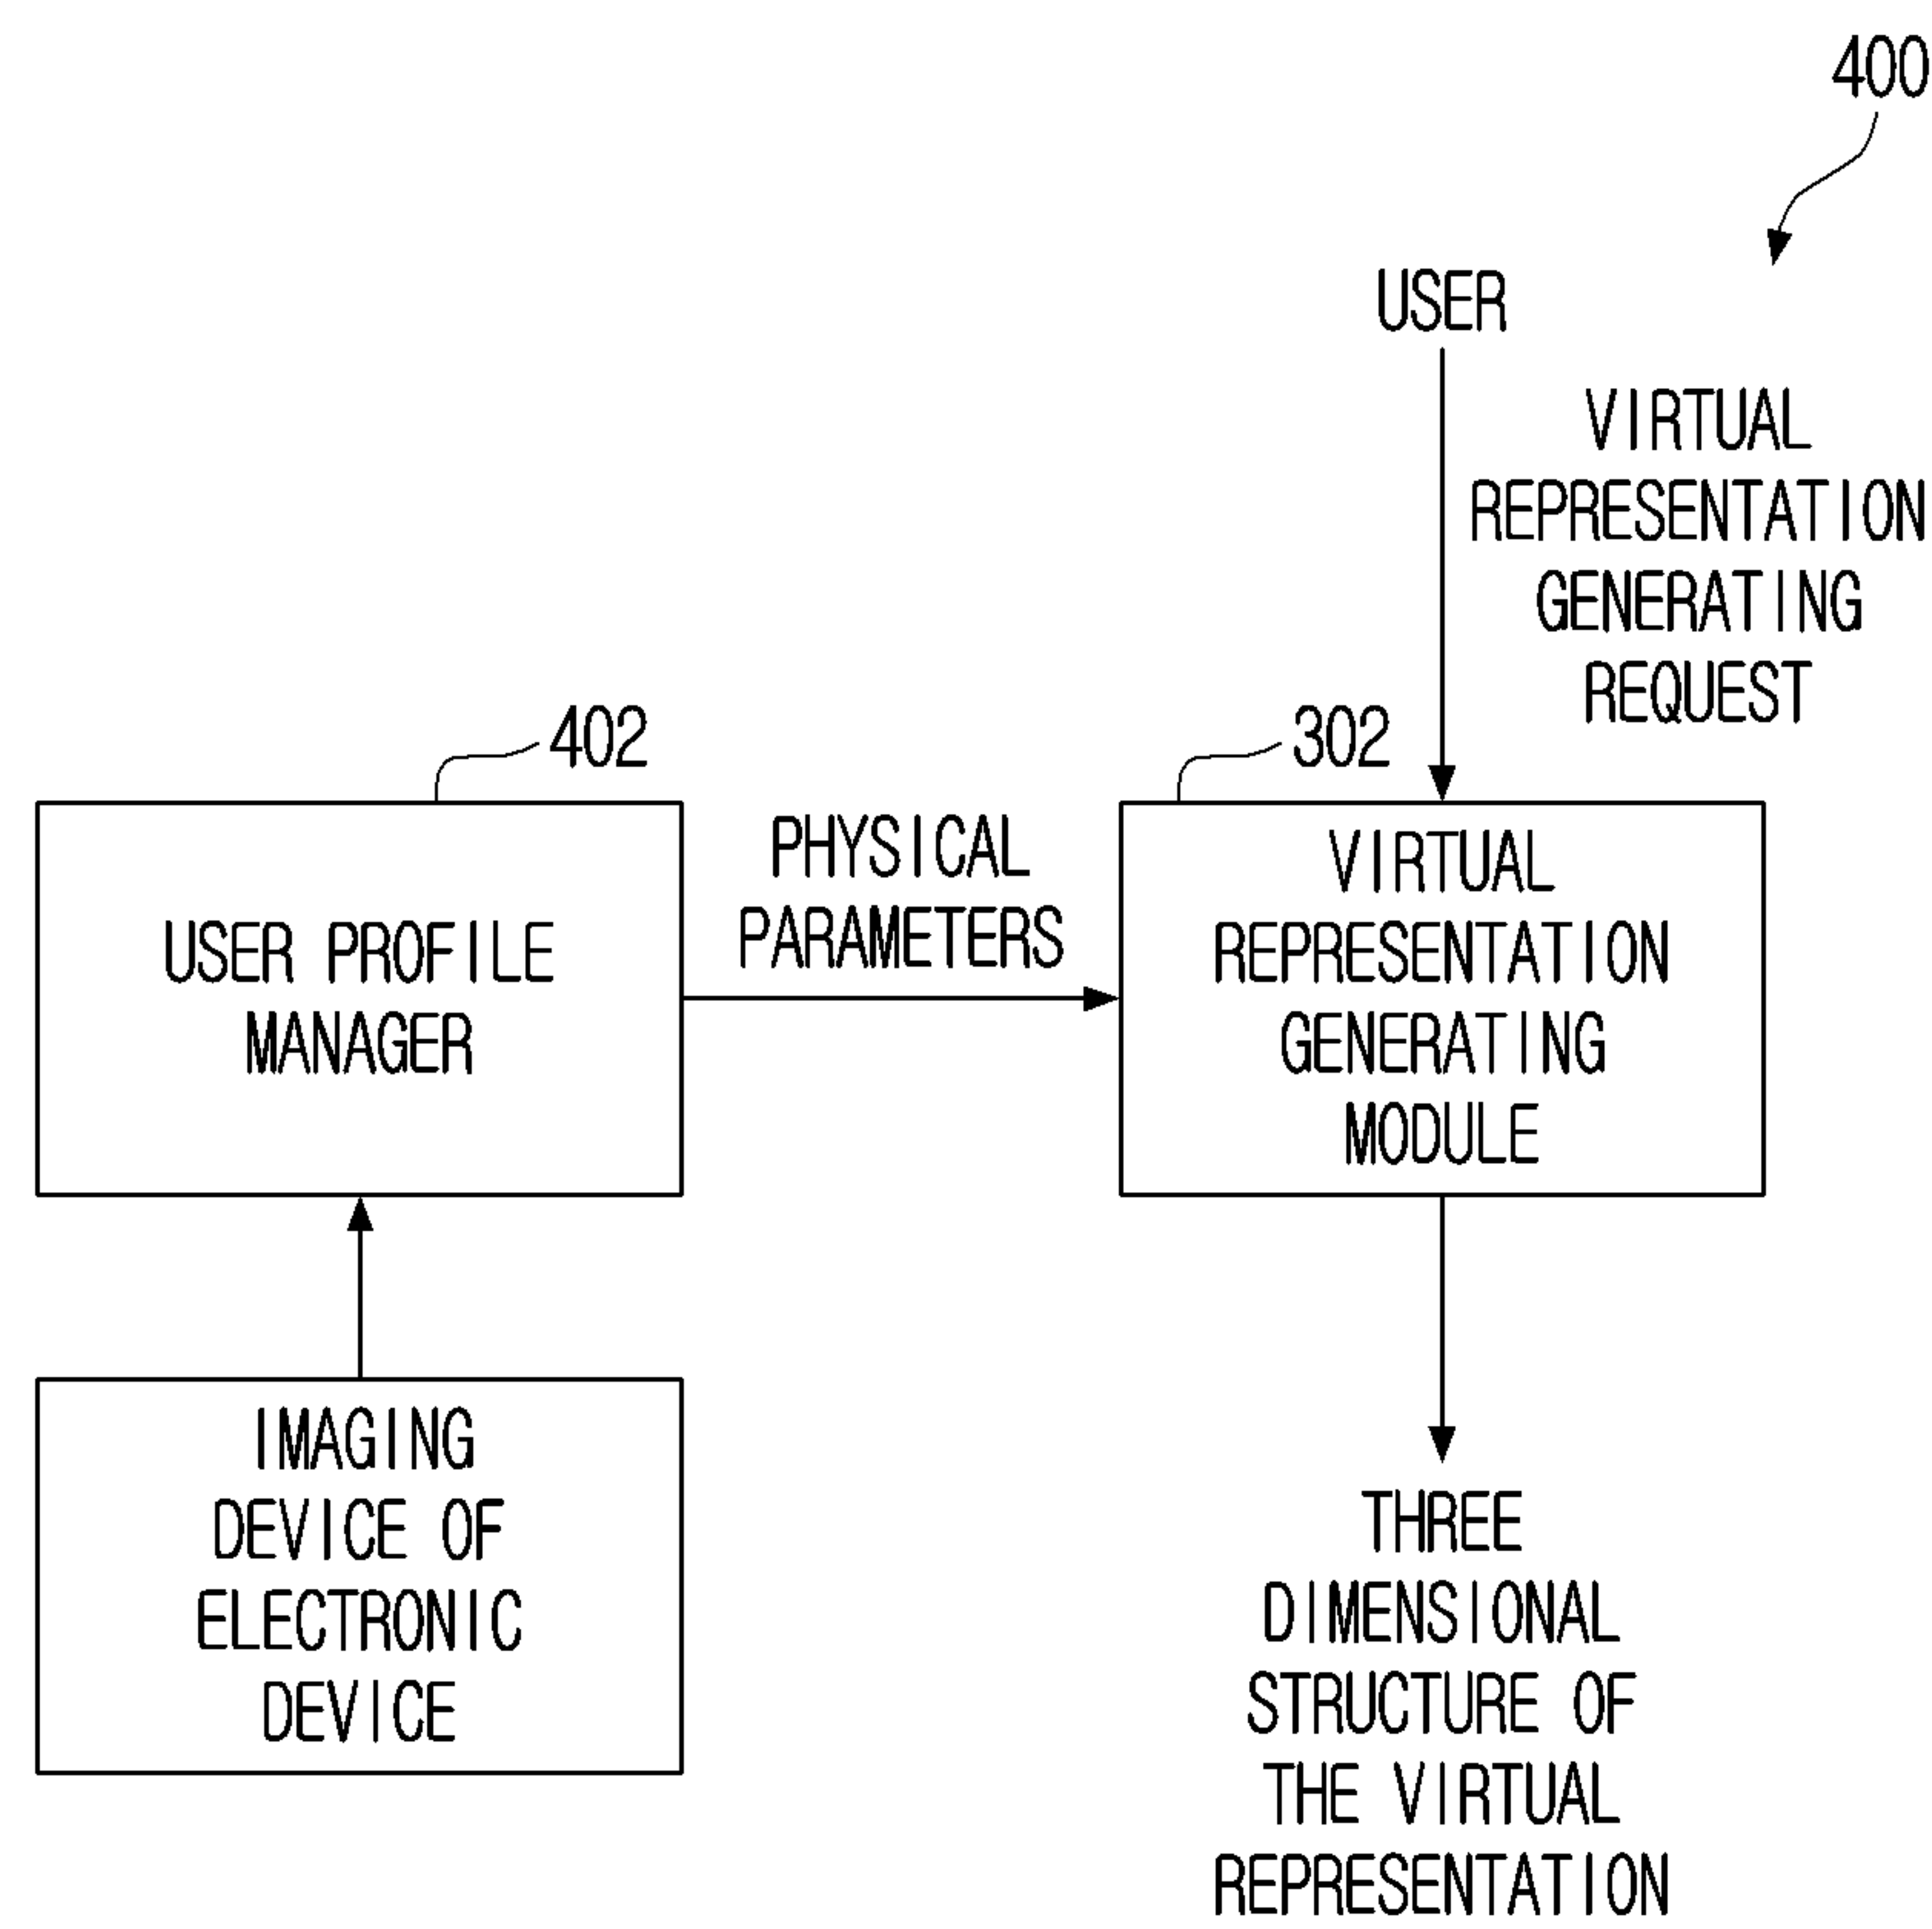 400
USER
VIRTUAL
REPRESENTATION
GENERATING
REQUEST
402
302
USER PROFILE
MANAGER
PHYSICAL
PARAMETERS
VIRTUAL
REPRESENTATION
GENERATING
MODULE
IMAGING
DEVICE OF
ELECTRONIC
DEVICE
THREE
DIMENSIONAL
STRUCTURE OF
THE VIRTUAL
REPRESENTATION